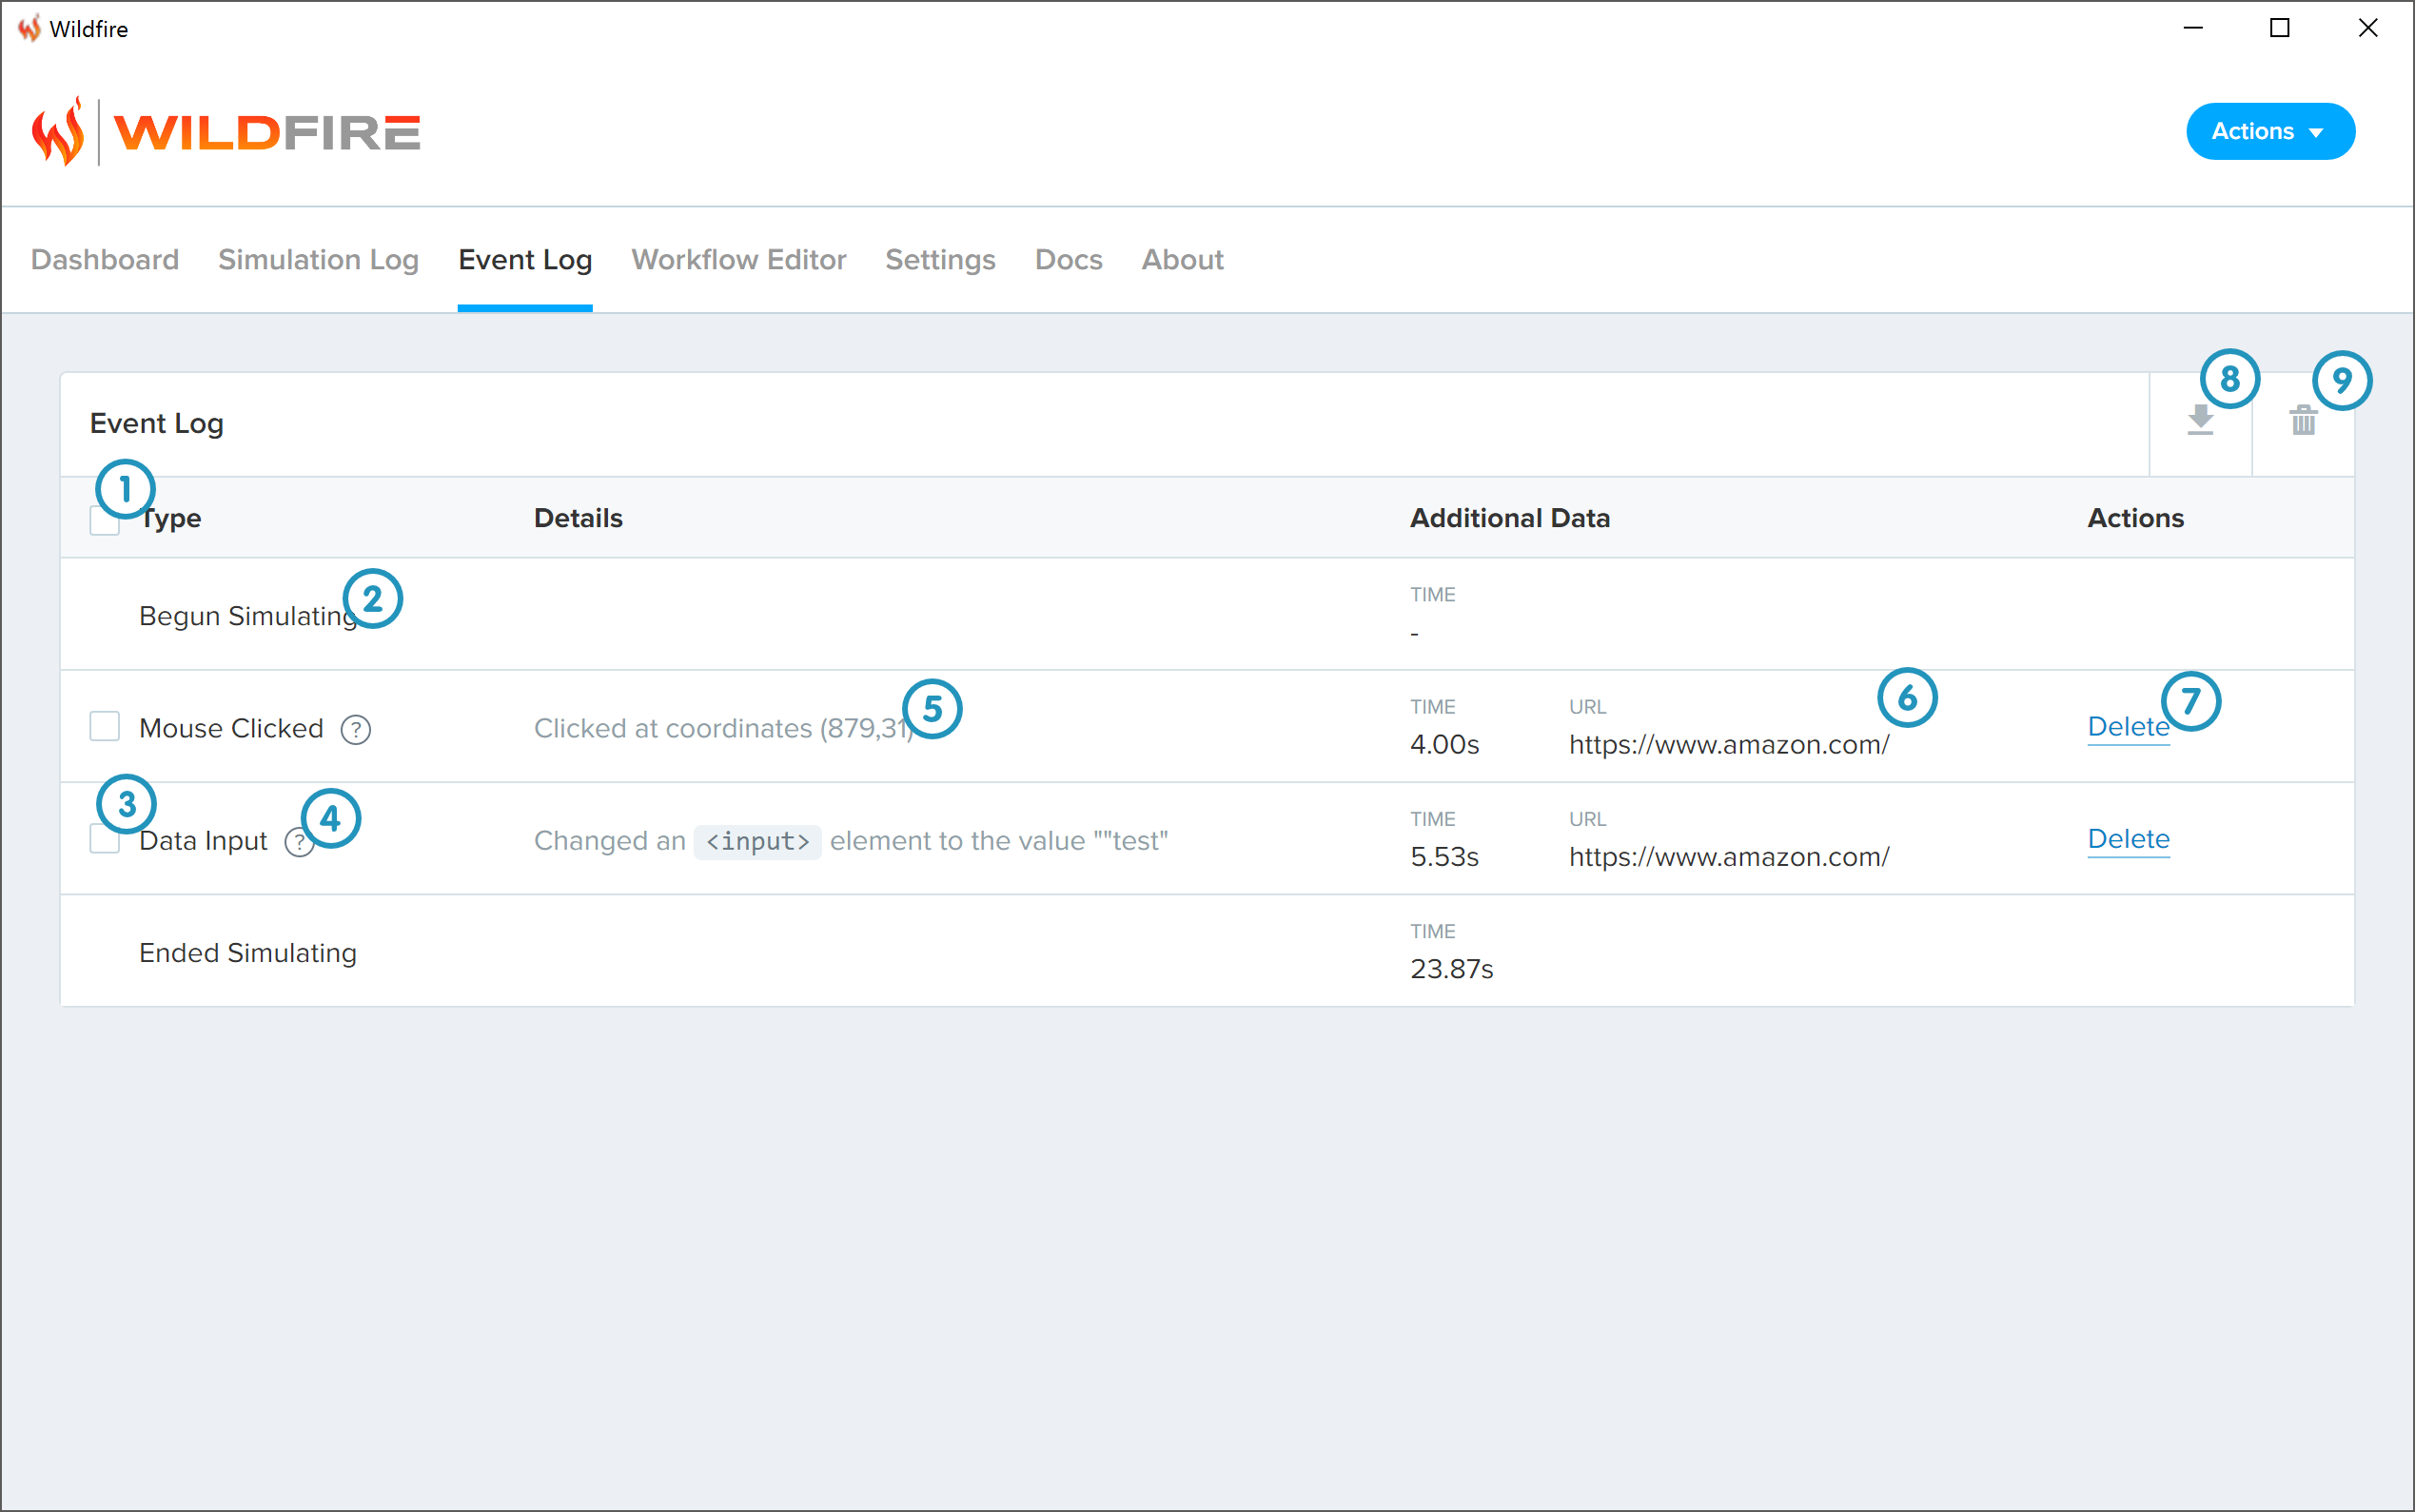 Wildfire
WILDFIRE
Actions
Dashboard Simulation Log Event Log Workflow Editor Settings Docs About
8 9
Event Log
1
Type Details Additional Data Actions
2
Begun Simulating
TIME
-
5 6 7
Mouse Clicked ? Clicked at coordinates (879,31)
TIME URL
4.00s https://www.amazon.com/
Delete
3 4
Data Input ? Changed an <input> element to the value ""test"
TIME URL
5.53s https://www.amazon.com/
Delete
Ended Simulating
TIME
23.87s